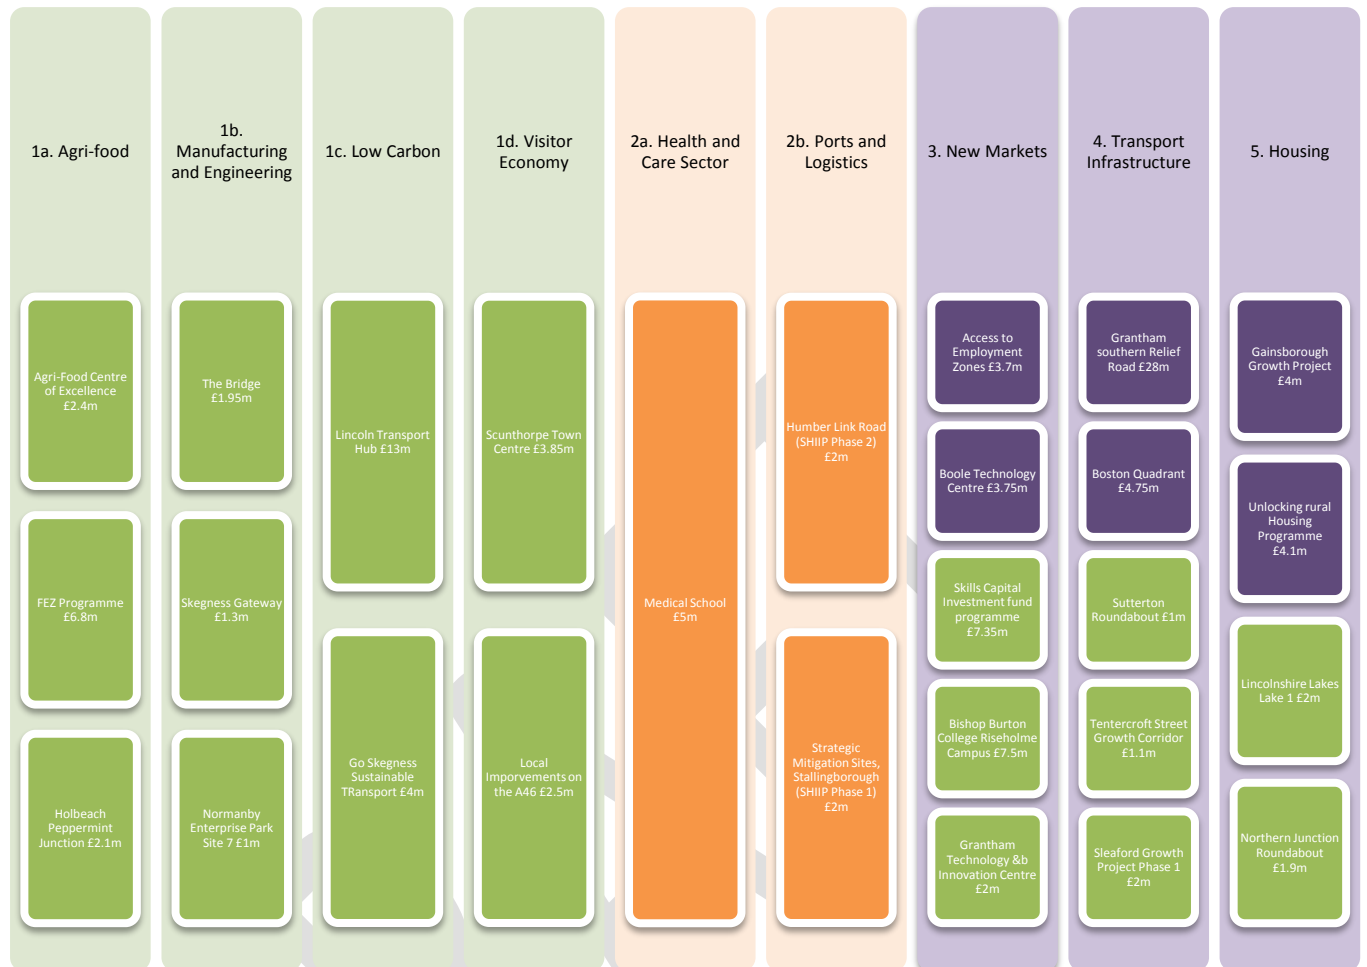 1a. Agri-food
Agri-Food Centre
of Excellence
£2.4m
FEZ Programme
£6.8m
Holbeach
Peppermint
Junction £2.1m
1b.
Manufacturing
and Engineering
The Bridge
£1.95m
Skegness Gateway
£1.3m
Normanby
Enterprise Park
Site 7 £1m
1c. Low Carbon
Lincoln Transport
Hub £13m
Go Skegness
Sustainable
TRansport £4m
1d. Visitor
Economy
Scunthorpe Town
Centre £3.85m
Local
Imporvements on
the A46 £2.5m
2a. Health and
Care Sector
Medical School
£5m
2b. Ports and
Logistics
Humber Link Road
(SHIIP Phase 2)
£2m
Strategic
Mitigation Sites,
Stallingborough
(SHIIP Phase 1)
£2m
3. New Markets
Access to
Employment
Zones £3.7m
Boole Technology
Centre £3.75m
Skills Capital
Investment fund
programme
£7.35m
Bishop Burton
College Riseholme
Campus £7.5m
Grantham
Technology &b
Innovation Centre
£2m
4. Transport
Infrastructure
Grantham
southern Relief
Road £28m
Boston Quadrant
£4.75m
Sutterton
Roundabout £1m
Tentercroft Street
Growth Corridor
£1.1m
Sleaford Growth
Project Phase 1
£2m
5. Housing
Gainsborough
Growth Project
£4m
Unlocking rural
Housing
Programme
£4.1m
Lincolnshire Lakes
Lake 1 £2m
Northern Junction
Roundabout
£1.9m